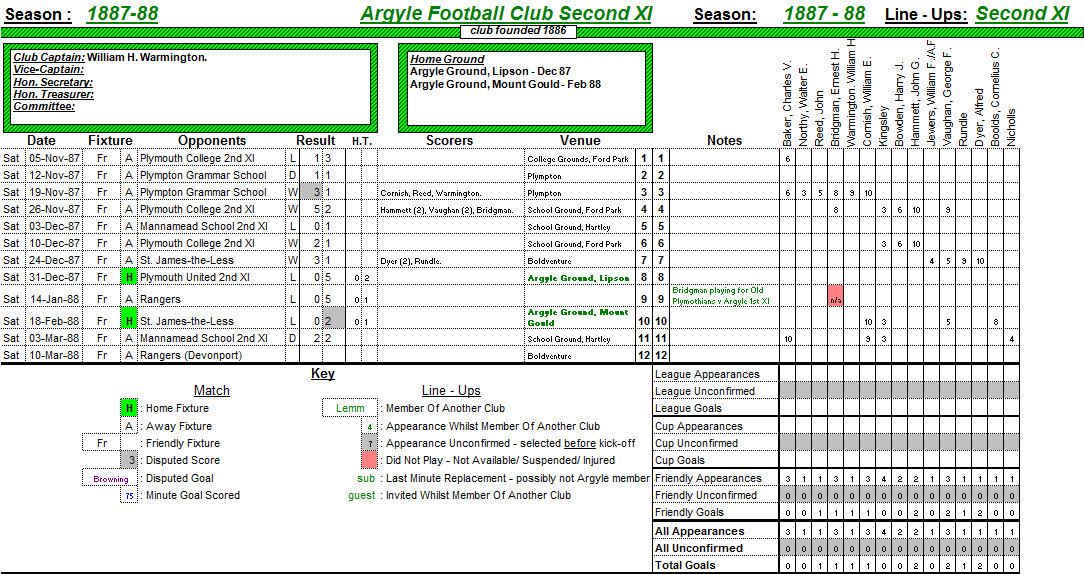 Season : 1887-88 Argyle Football Club Second XI Season: 1887 - 88 Line - Ups: Second XI
club founded 1886
Club Captain: William H. Warmington.
Vice-Captain:
Hon. Secretary:
Hon. Treasurer:
Committee:
Home Ground
Argyle Ground, Lipson - Dec 87
Argyle Ground, Mount Gould - Feb 88
Baker, Charles V.
Northy, Walter E.
Reed, John
Bridgman, Ernest H.
Warmington. William H
Cornish, William E.
Kingsley
Bowden, Harry J.
Hammett, John G.
Jewers, William F./A.F
Vaughan, George F.
Rundle
Dyer, Alfred
Boolds, Cornelius C.
Nicholls
Date Fixture Opponents Result H.T. Scorers Venue Notes
Sat 05-Nov-87 Fr A Plymouth College 2nd XI L 1 3 College Grounds, Ford Park 1 1 6
Sat 12-Nov-87 Fr A Plympton Grammar School D 1 1 Plympton 2 2
Sat 19-Nov-87 Fr A Plympton Grammar School W 3 1 Cornish, Reed, Warmington. Plympton 3 3 6 3 5 8 9 10
Sat 26-Nov-87 Fr A Plymouth College 2nd XI W 5 2 Hammett (2), Vaughan (2), Bridgman. School Ground, Ford Park 4 4 8 3 6 10 9
Sat 03-Dec-87 Fr A Mannamead School 2nd XI L 0 1 School Ground, Hartley 5 5
Sat 10-Dec-87 Fr A Plymouth College 2nd XI W 2 1 School Ground, Ford Park 6 6 3 6 10
Sat 24-Dec-87 Fr A St. James-the-Less W 3 1 Dyer (2), Rundle. Boldventure 7 7 4 5 9 10
Sat 31-Dec-87 Fr H Plymouth United 2nd XI L 0 5 0 2 Argyle Ground, Lipson 8 8
Sat 14-Jan-88 Fr A Rangers L 0 5 0 1 9 9 Bridgman playing for Old Plymothians v Argyle 1st XI n/a
Sat 18-Feb-88 Fr H St. James-the-Less L 0 2 0 1 Argyle Ground, Mount Gould 10 10 10 3 5 8
Sat 03-Mar-88 Fr A Mannamead School 2nd XI D 2 2 School Ground, Hartley 11 11 10 9 3 4
Sat 10-Mar-88 Fr A Rangers (Devonport) Boldventure 12 12
Key
Match Line - Ups
H : Home Fixture Lemm : Member Of Another Club
A : Away Fixture 4 : Appearance Whilst Member Of Another Club
Fr : Friendly Fixture 7 : Appearance Unconfirmed - selected before kick-off
3 : Disputed Score : Did Not Play - Not Available/ Suspended/ Injured
Browning : Disputed Goal sub : Last Minute Replacement - possibly not Argyle member
75 : Minute Goal Scored guest : Invited Whilst Member Of Another Club
League Appearances
League Unconfirmed
League Goals
Cup Appearances
Cup Unconfirmed
Cup Goals
Friendly Appearances 3 1 1 3 1 3 4 2 2 1 3 1 1 1 1
Friendly Unconfirmed 0 0 0 0 0 0 0 0 0 0 0 0 0 0 0
Friendly Goals 0 0 1 1 1 1 0 0 2 0 2 1 2 0 0
All Appearances 3 1 1 3 1 3 4 2 2 1 3 1 1 1 1
All Unconfirmed 0 0 0 0 0 0 0 0 0 0 0 0 0 0 0
Total Goals 0 0 1 1 1 1 0 0 2 0 2 1 2 0 0